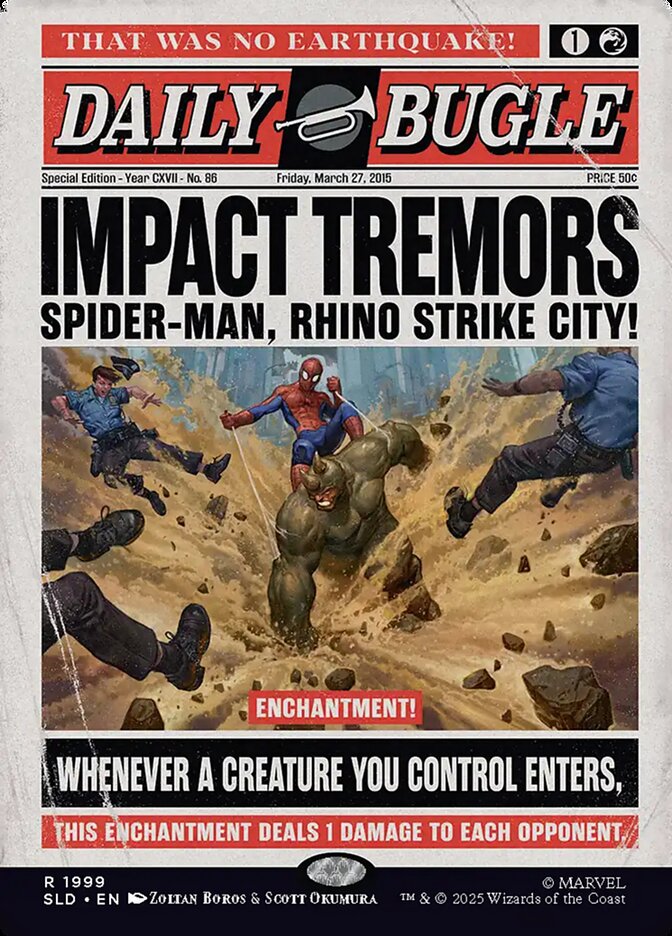 THAT WAS NO EARTHQUAKE! 1
DAILY BUGLE
Special Edition - Year CXVII - No. 86 Friday, March 27, 2015 PRICE 50¢
IMPACT TREMORS
SPIDER-MAN, RHINO STRIKE CITY!
ENCHANTMENT!
WHENEVER A CREATURE YOU CONTROL ENTERS,
THIS ENCHANTMENT DEALS 1 DAMAGE TO EACH OPPONENT.
R 1999 © MARVEL
SLD • EN Zoltan Boros & Scott Okumura ™ & © 2025 Wizards of the Coast